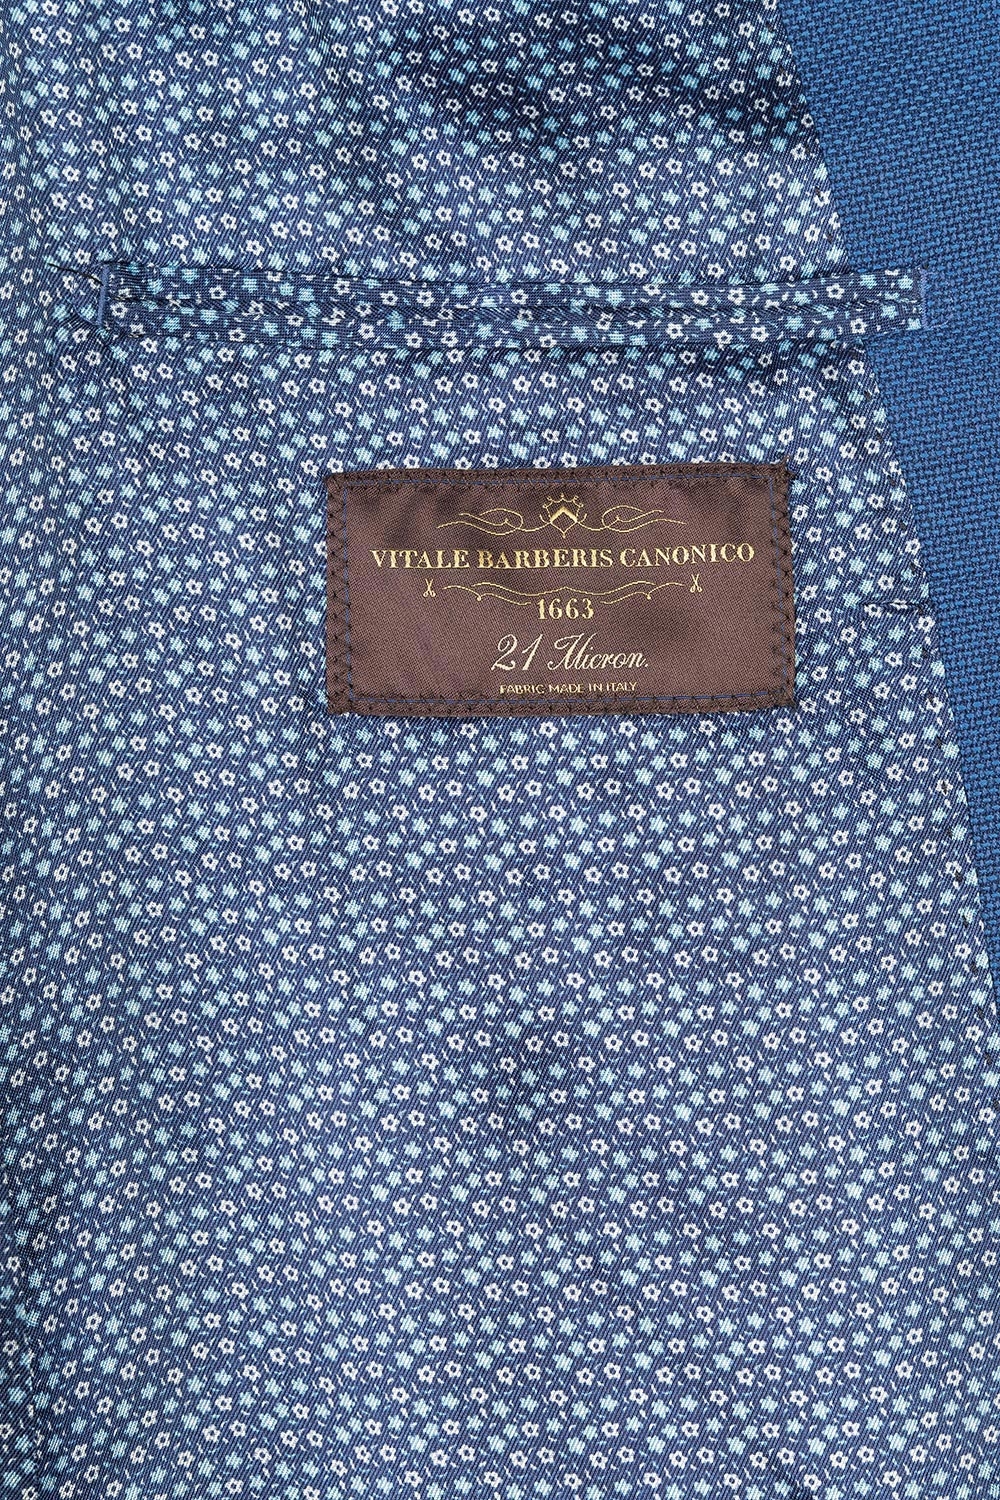 VITALE BARBERIS CANONICO
1663
21 Micron.
FABRIC MADE IN ITALY